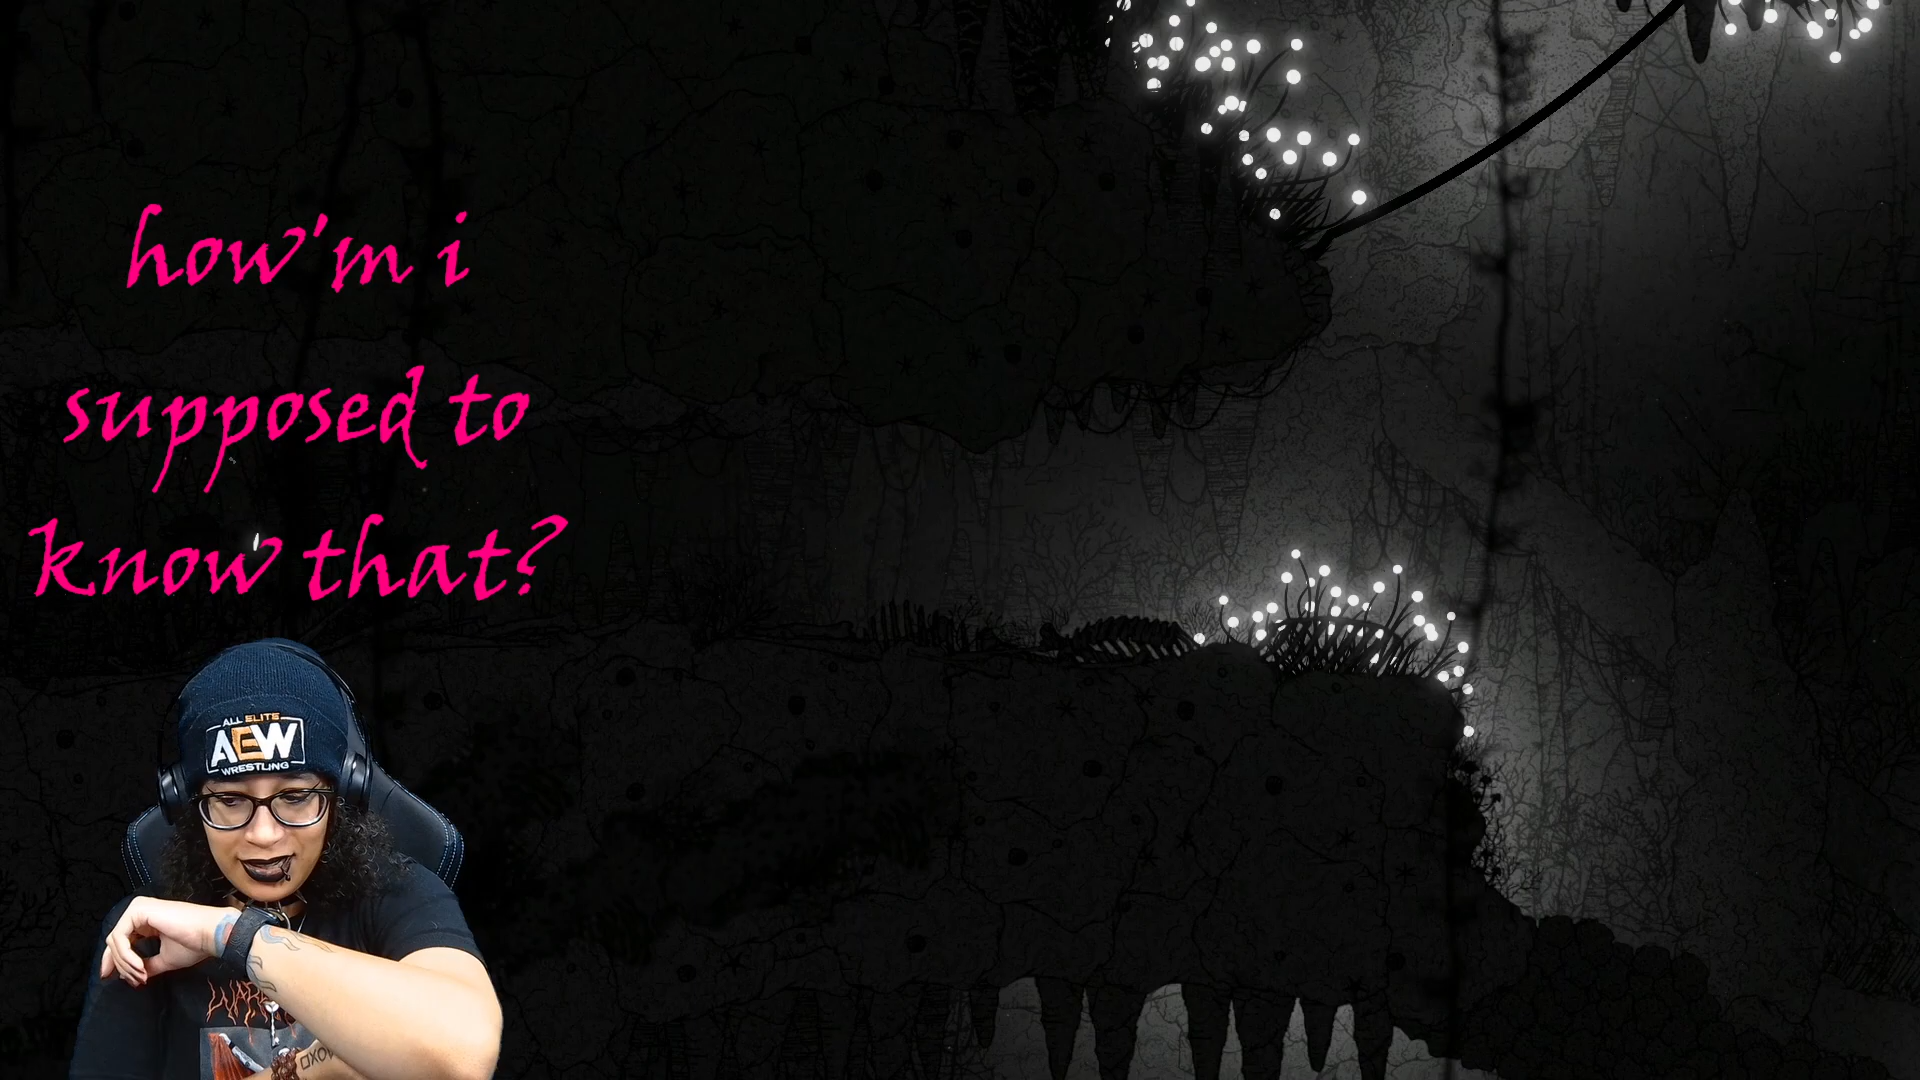 how'm i
supposed to
know that?
ALL ELITE
AEW
WRESTLING